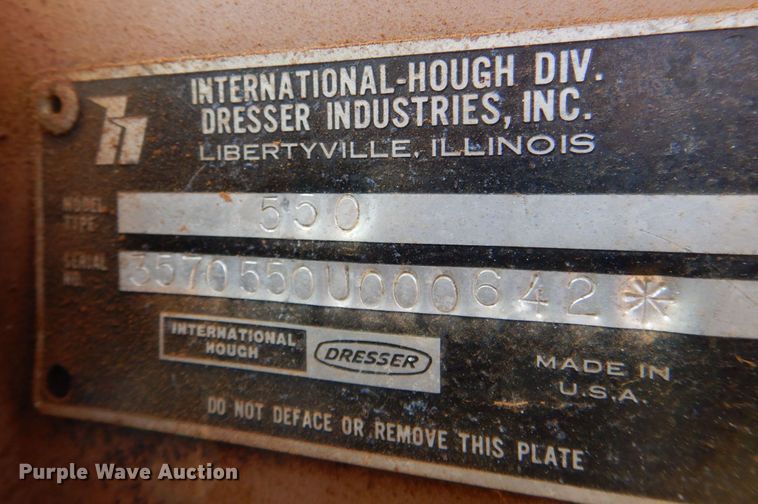 INTERNATIONAL-HOUGH DIV.
DRESSER INDUSTRIES, INC.
LIBERTYVILLE, ILLINOIS
MODEL
TYPE
550
SERIAL
NO.
3570550U000642*
INTERNATIONAL
HOUGH
DRESSER
MADE IN
U.S.A.
DO NOT DEFACE OR REMOVE THIS PLATE
Purple Wave Auction